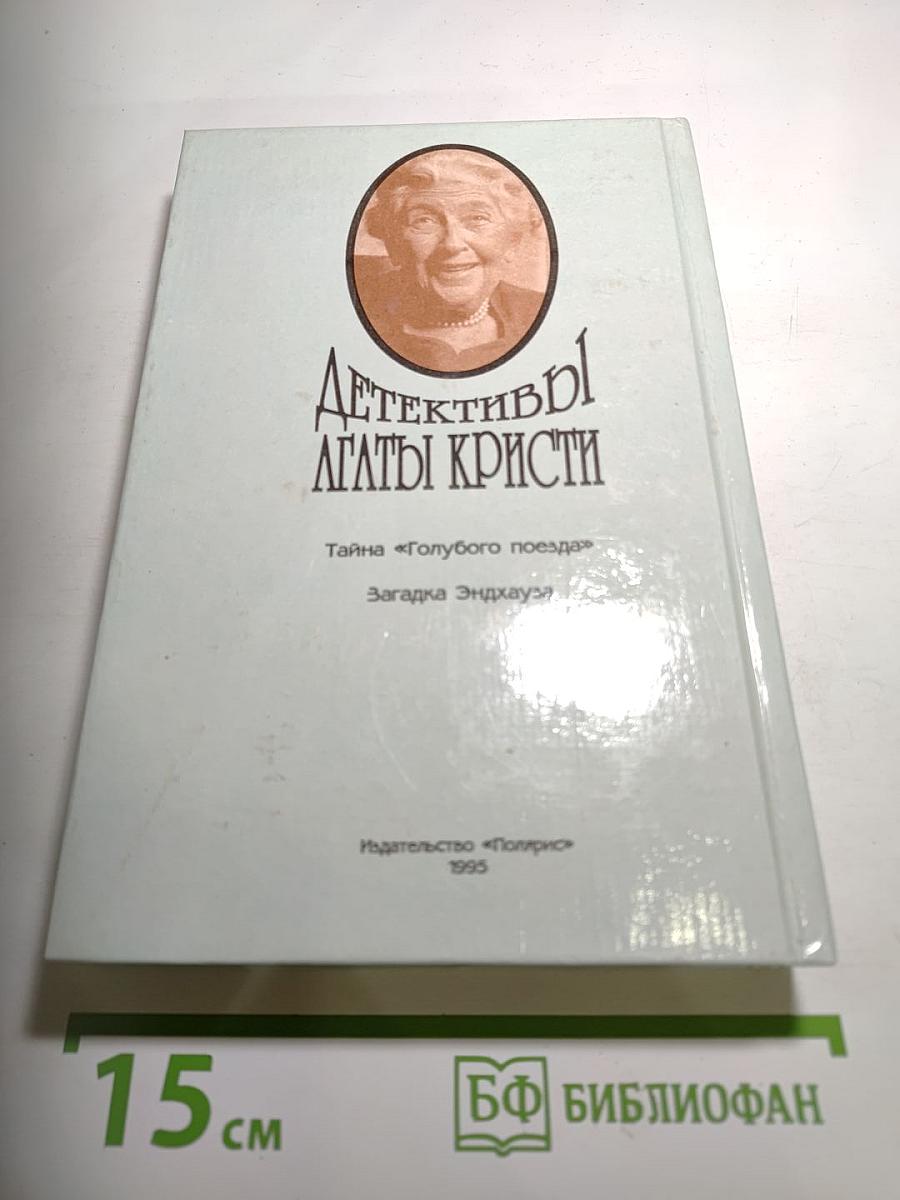 Детективы
Агаты Кристи
Тайна «Голубого поезда»
Загадка Эндхауза
Издательство «Полярис»
1995
15 см
БФ БИБЛИОФАН